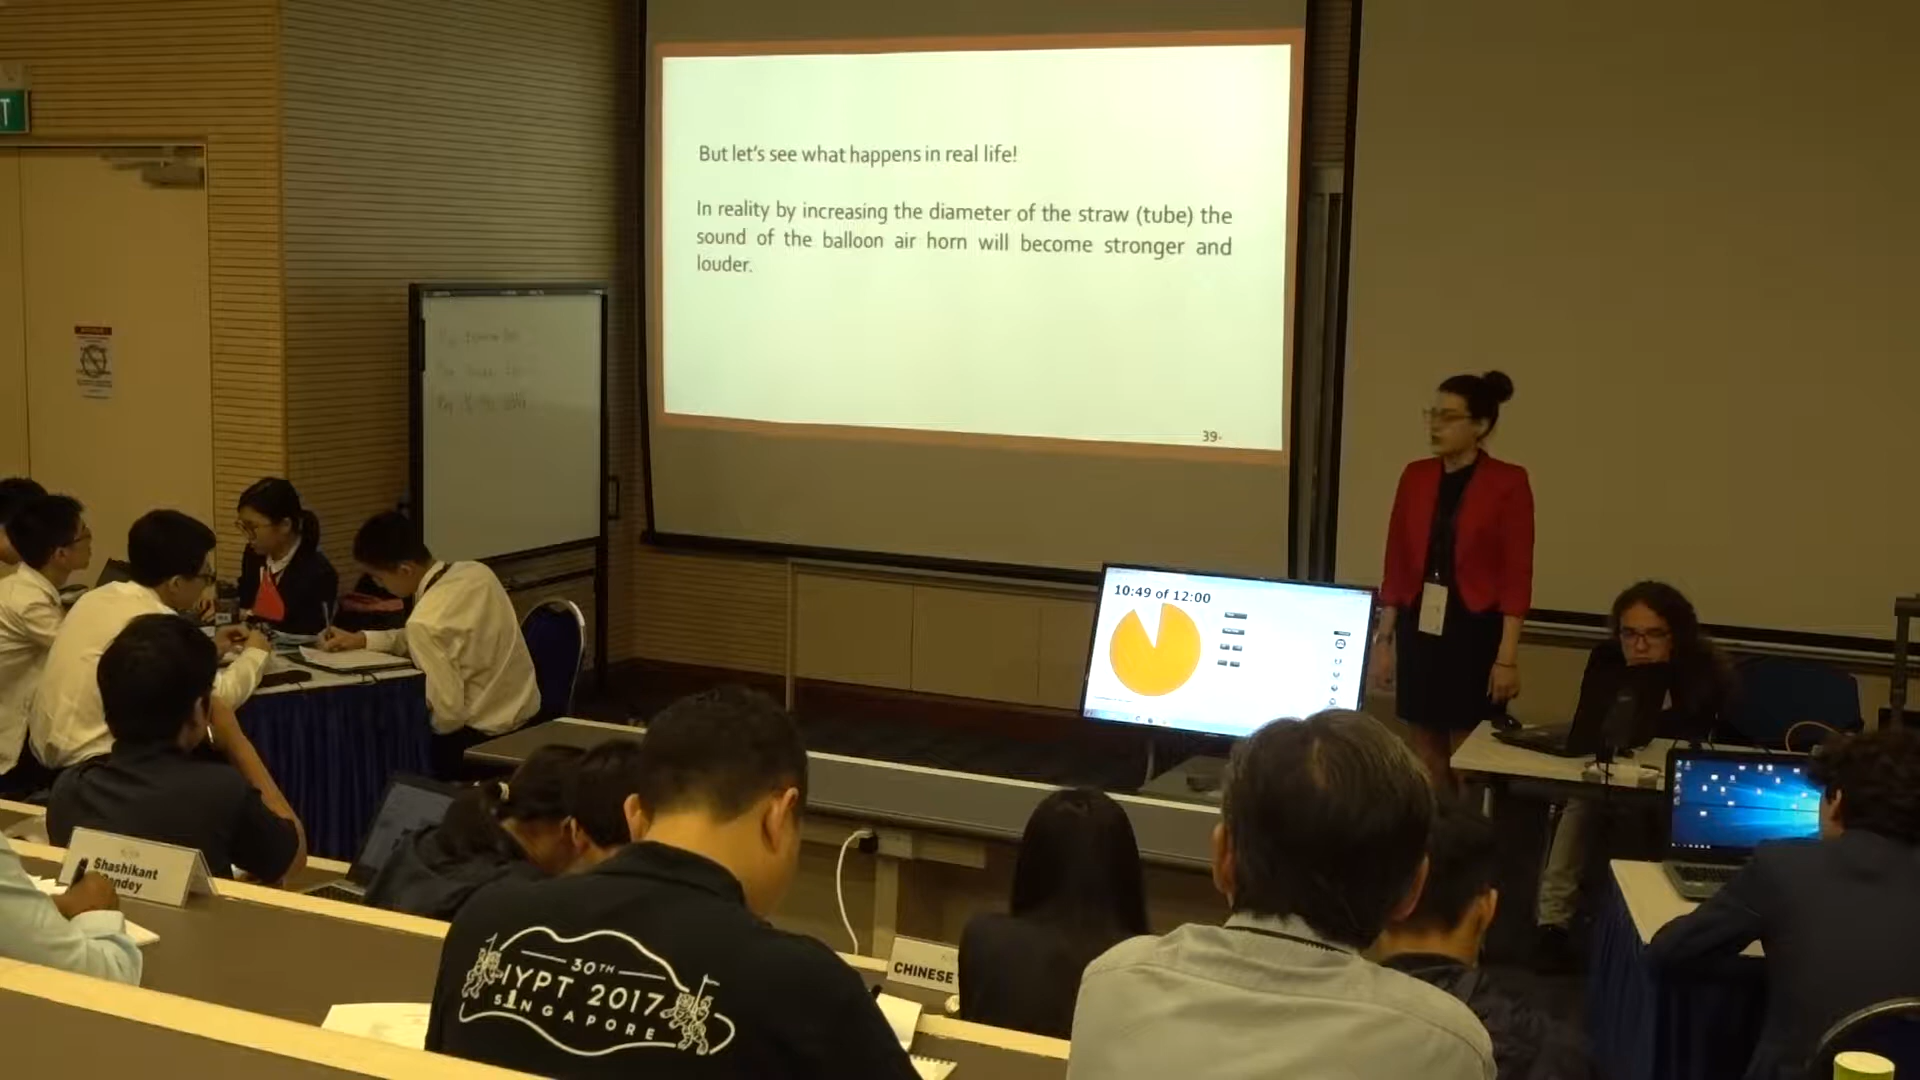 But let's see what happens in real life!
In reality by increasing the diameter of the straw (tube) the
sound of the balloon air horn will become stronger and
louder.
39
10:49 of 12:00
Shashikant
CHINESE
30TH
IYPT 2017
SINGAPORE